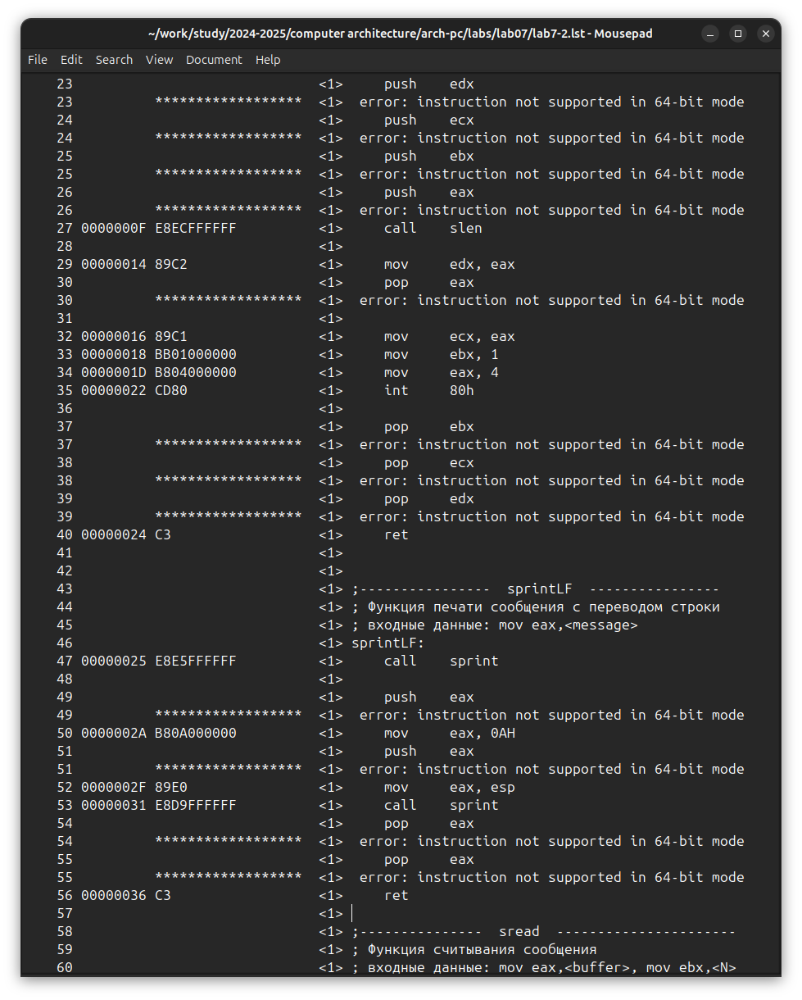 ~/work/study/2024-2025/computer architecture/arch-pc/labs/lab07/lab7-2.lst - Mousepad
File Edit Search View Document Help
23 <1> push edx
23 ****************** <1> error: instruction not supported in 64-bit mode
24 <1> push ecx
24 ****************** <1> error: instruction not supported in 64-bit mode
25 <1> push ebx
25 ****************** <1> error: instruction not supported in 64-bit mode
26 <1> push eax
26 ****************** <1> error: instruction not supported in 64-bit mode
27 0000000F E8ECFFFFFF <1> call slen
28 <1>
29 00000014 89C2 <1> mov edx, eax
30 <1> pop eax
30 ****************** <1> error: instruction not supported in 64-bit mode
31 <1>
32 00000016 89C1 <1> mov ecx, eax
33 00000018 BB01000000 <1> mov ebx, 1
34 0000001D B804000000 <1> mov eax, 4
35 00000022 CD80 <1> int 80h
36 <1>
37 <1> pop ebx
37 ****************** <1> error: instruction not supported in 64-bit mode
38 <1> pop ecx
38 ****************** <1> error: instruction not supported in 64-bit mode
39 <1> pop edx
39 ****************** <1> error: instruction not supported in 64-bit mode
40 00000024 C3 <1> ret
41 <1>
42 <1>
43 <1> ;---------------- sprintLF ----------------
44 <1> ; Функция печати сообщения с переводом строки
45 <1> ; входные данные: mov eax,<message>
46 <1> sprintLF:
47 00000025 E8E5FFFFFF <1> call sprint
48 <1>
49 <1> push eax
49 ****************** <1> error: instruction not supported in 64-bit mode
50 0000002A B80A000000 <1> mov eax, 0AH
51 <1> push eax
51 ****************** <1> error: instruction not supported in 64-bit mode
52 0000002F 89E0 <1> mov eax, esp
53 00000031 E8D9FFFFFF <1> call sprint
54 <1> pop eax
54 ****************** <1> error: instruction not supported in 64-bit mode
55 <1> pop eax
55 ****************** <1> error: instruction not supported in 64-bit mode
56 00000036 C3 <1> ret
57 <1>
58 <1> ;--------------- sread ----------------------
59 <1> ; Функция считывания сообщения
60 <1> ; входные данные: mov eax,<buffer>, mov ebx,<N>